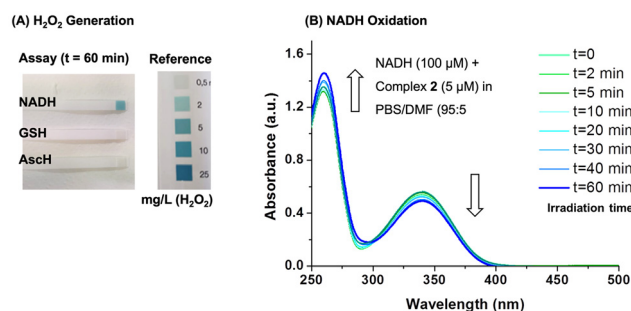 (A) H₂O₂ Generation
Assay (t = 60 min)
Reference
NADH
GSH
AscH
0,5
2
5
10
25
mg/L (H₂O₂)
(B) NADH Oxidation
NADH (100 µM) +
Complex 2 (5 µM) in
PBS/DMF (95:5
t=0
t=2 min
t=5 min
t=10 min
t=20 min
t=30 min
t=40 min
t=60 min
Irradiation time
Absorbance (a.u.)
1.6
1.2
0.8
0.4
0.0
250
300
350
400
450
500
Wavelength (nm)